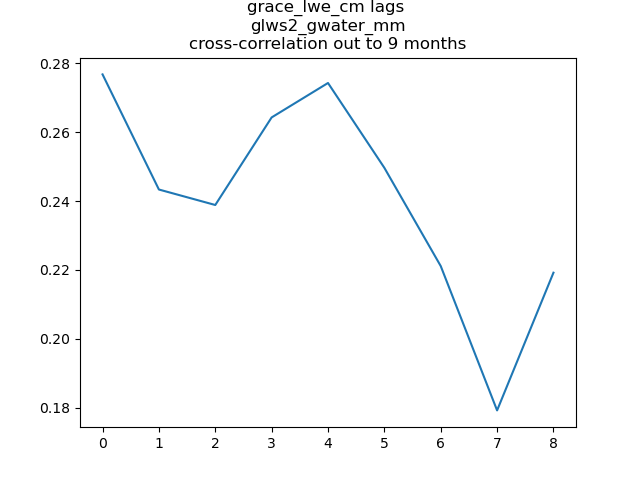 grace_lwe_cm lags
glws2_gwater_mm
cross-correlation out to 9 months
0.28
0.26
0.24
0.22
0.20
0.18
0 1 2 3 4 5 6 7 8